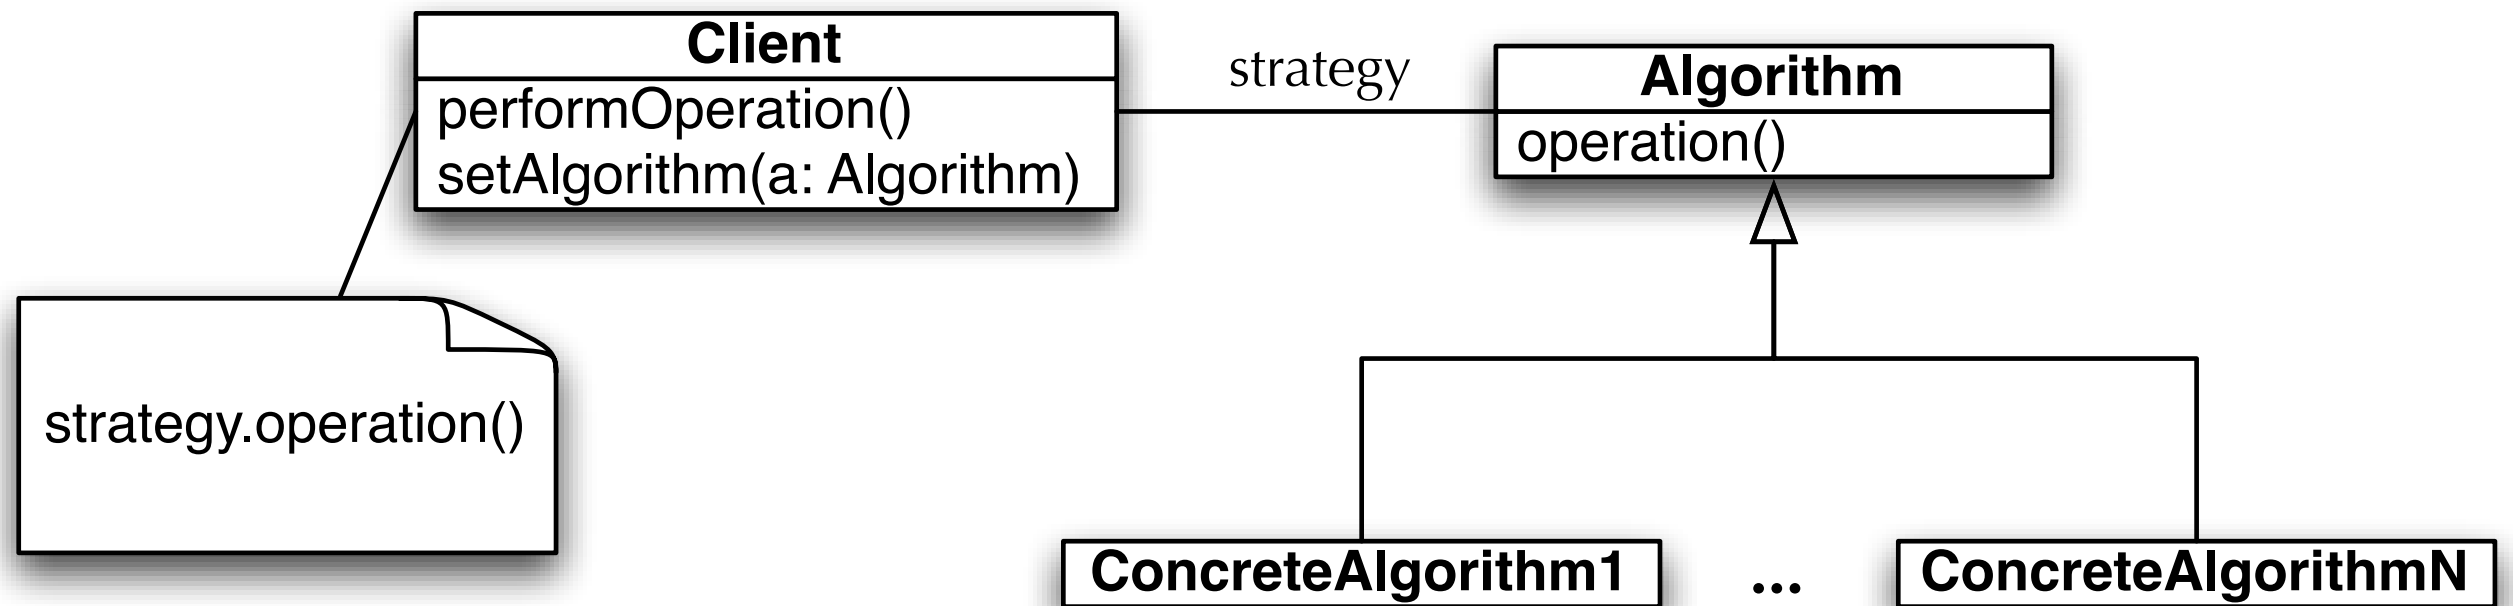 Client
performOperation()
setAlgorithm(a: Algorithm)
strategy
Algorithm
operation()
strategy.operation()
ConcreteAlgorithm1
...
ConcreteAlgorithmN